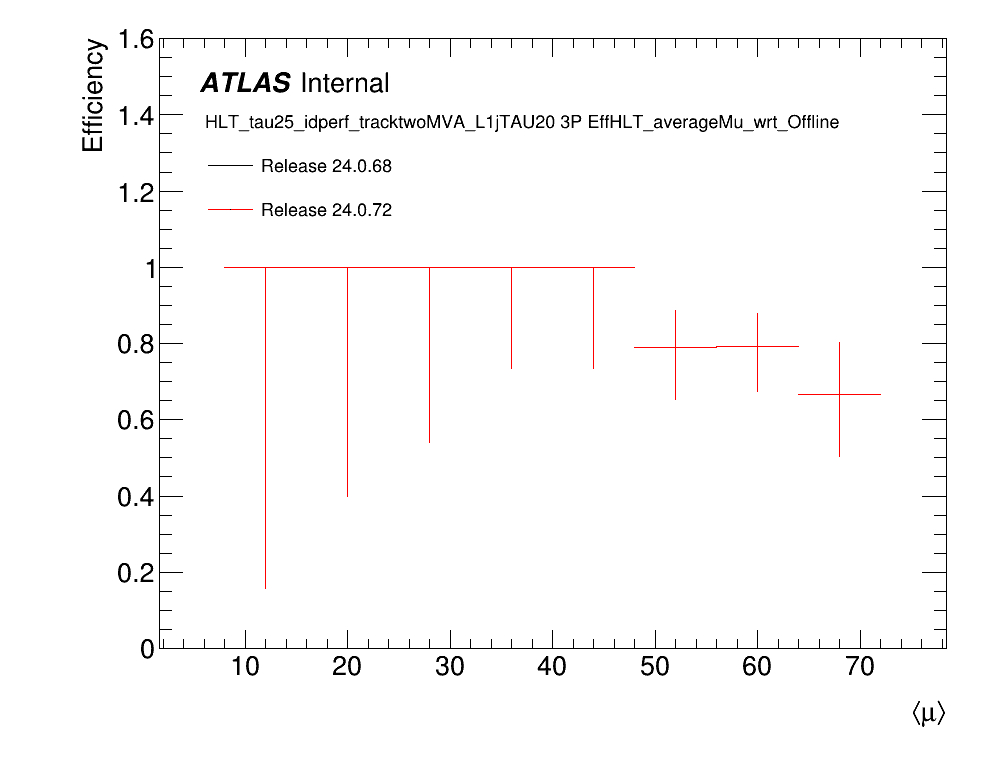 Efficiency
ATLAS Internal
HLT_tau25_idperf_tracktwoMVA_L1jTAU20 3P EffHLT_averageMu_wrt_Offline
Release 24.0.68
Release 24.0.72
1.6
1.4
1.2
1
0.8
0.6
0.4
0.2
0
10 20 30 40 50 60 70
⟨μ⟩